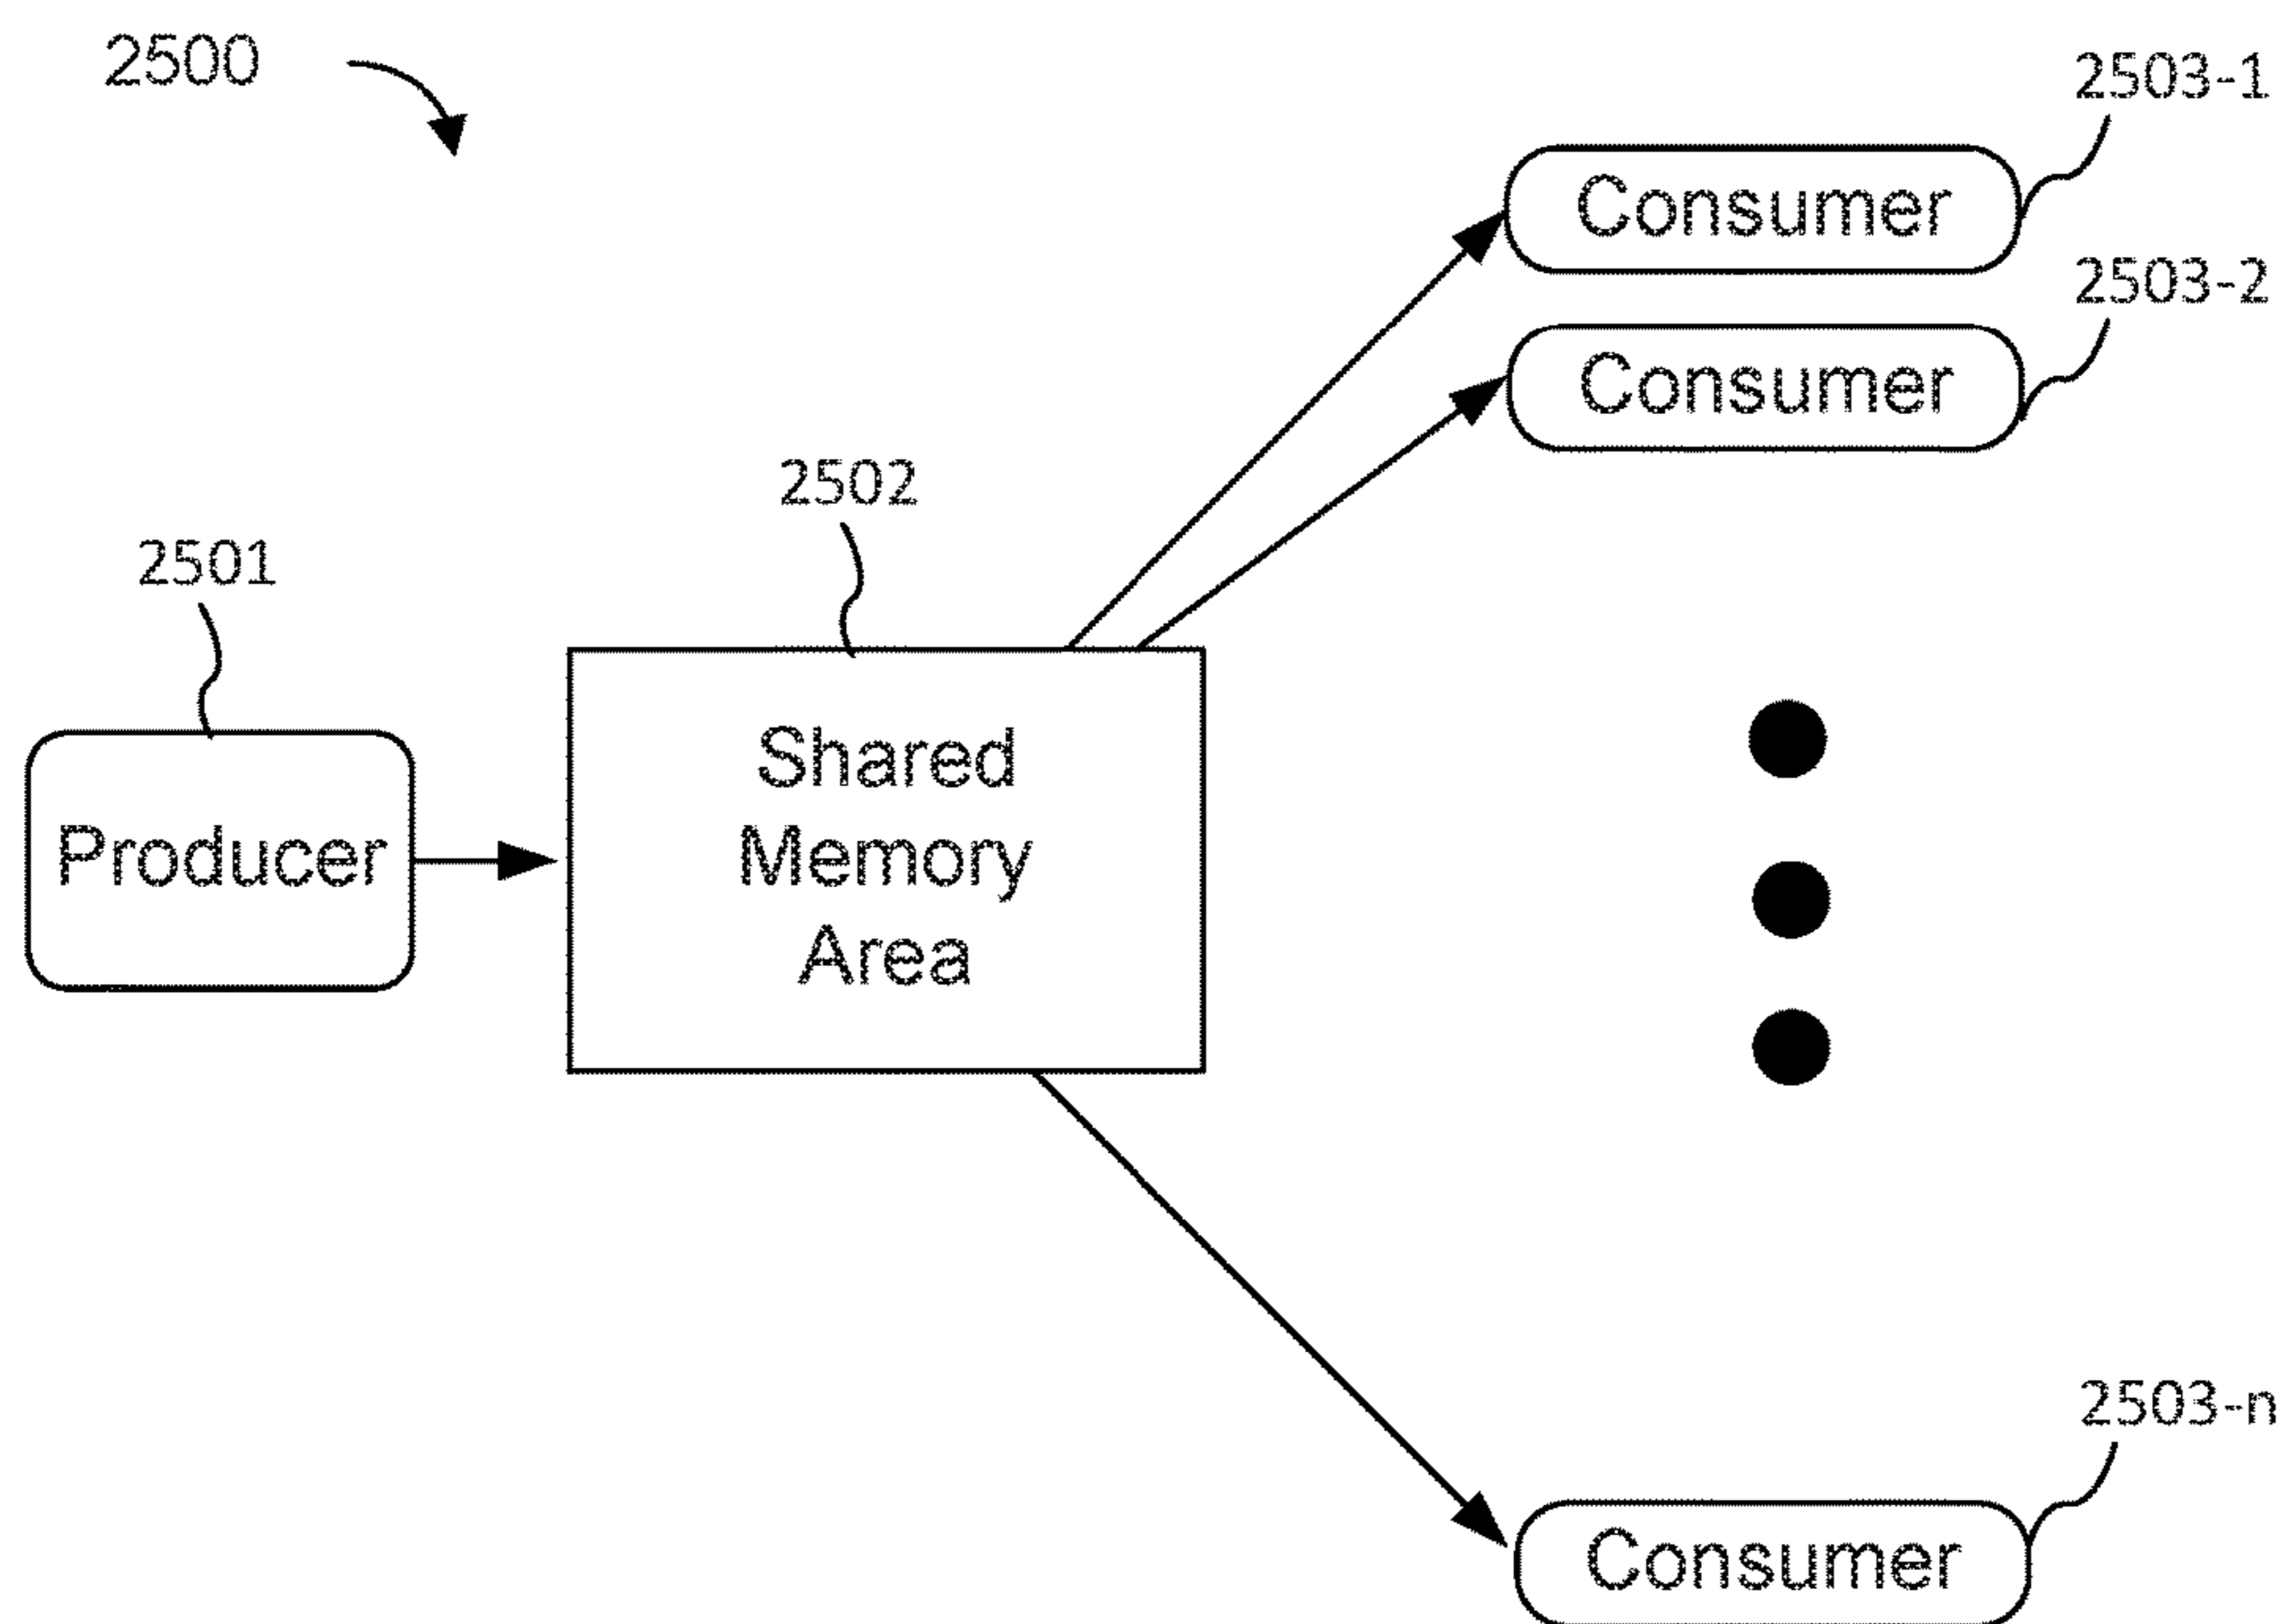 2500
2503-1
Consumer
2503-2
Consumer
2502
2501
Shared
Memory
Area
Producer
2503-n
Consumer